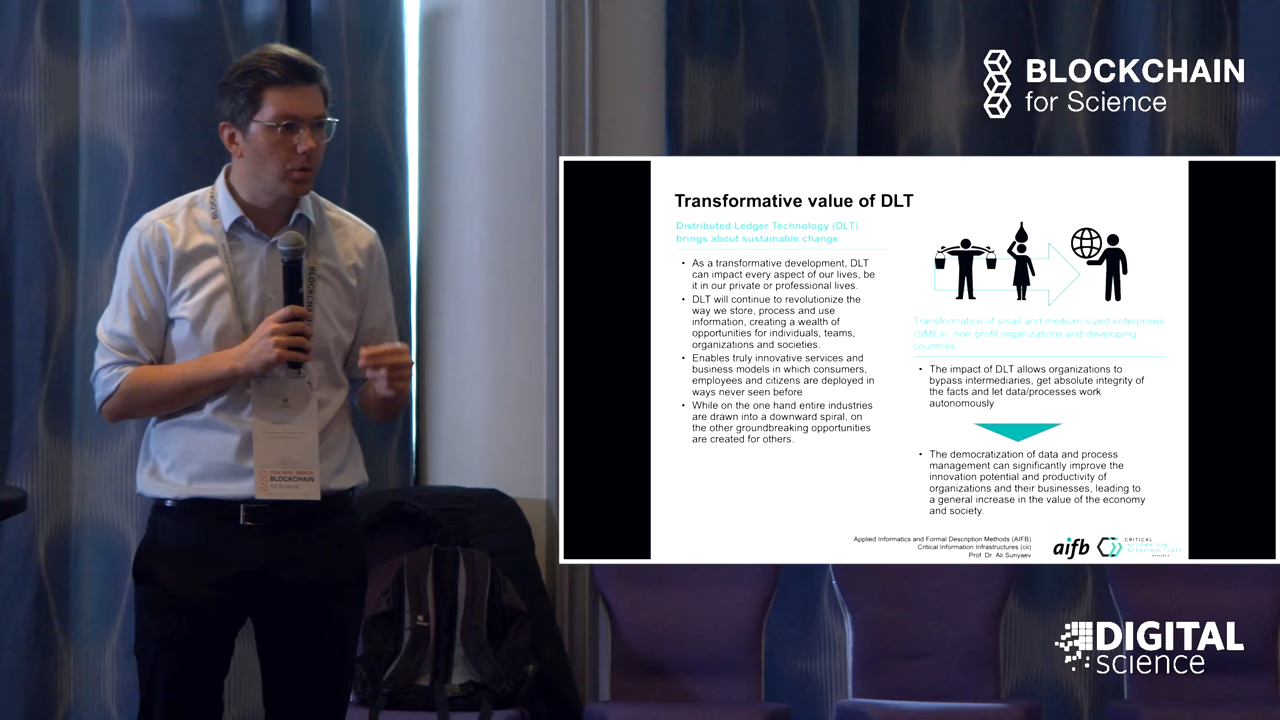 BLOCKCHAIN
for Science
Transformative value of DLT
Distributed Ledger Technology (DLT)
brings about sustainable change
• As a transformative development, DLT
can impact every aspect of our lives, be
it in our private or professional lives.
• DLT will continue to revolutionize the
way we store, process and use
information, creating a wealth of
opportunities for individuals, teams,
organizations and societies.
• Enables truly innovative services and
business models in which consumers,
employees and citizens are deployed in
ways never seen before
• While on the one hand entire industries
are drawn into a downward spiral, on
the other groundbreaking opportunities
are created for others.
Transformation of small and medium-sized enterprises
(SMEs), non-profit organizations and developing
countries
• The impact of DLT allows organizations to
bypass intermediaries, get absolute integrity of
the facts and let data/processes work
autonomously
• The democratization of data and process
management can significantly improve the
innovation potential and productivity of
organizations and their businesses, leading to
a general increase in the value of the economy
and society.
Applied Informatics and Formal Description Methods (AIFB)
Critical Information Infrastructures (cii)
Prof. Dr. Ali Sunyaev
aifb
CRITICAL
INFORMATION
INFRASTRUCTURES
BLOCKCHAIN
for Science
DIGITAL
science